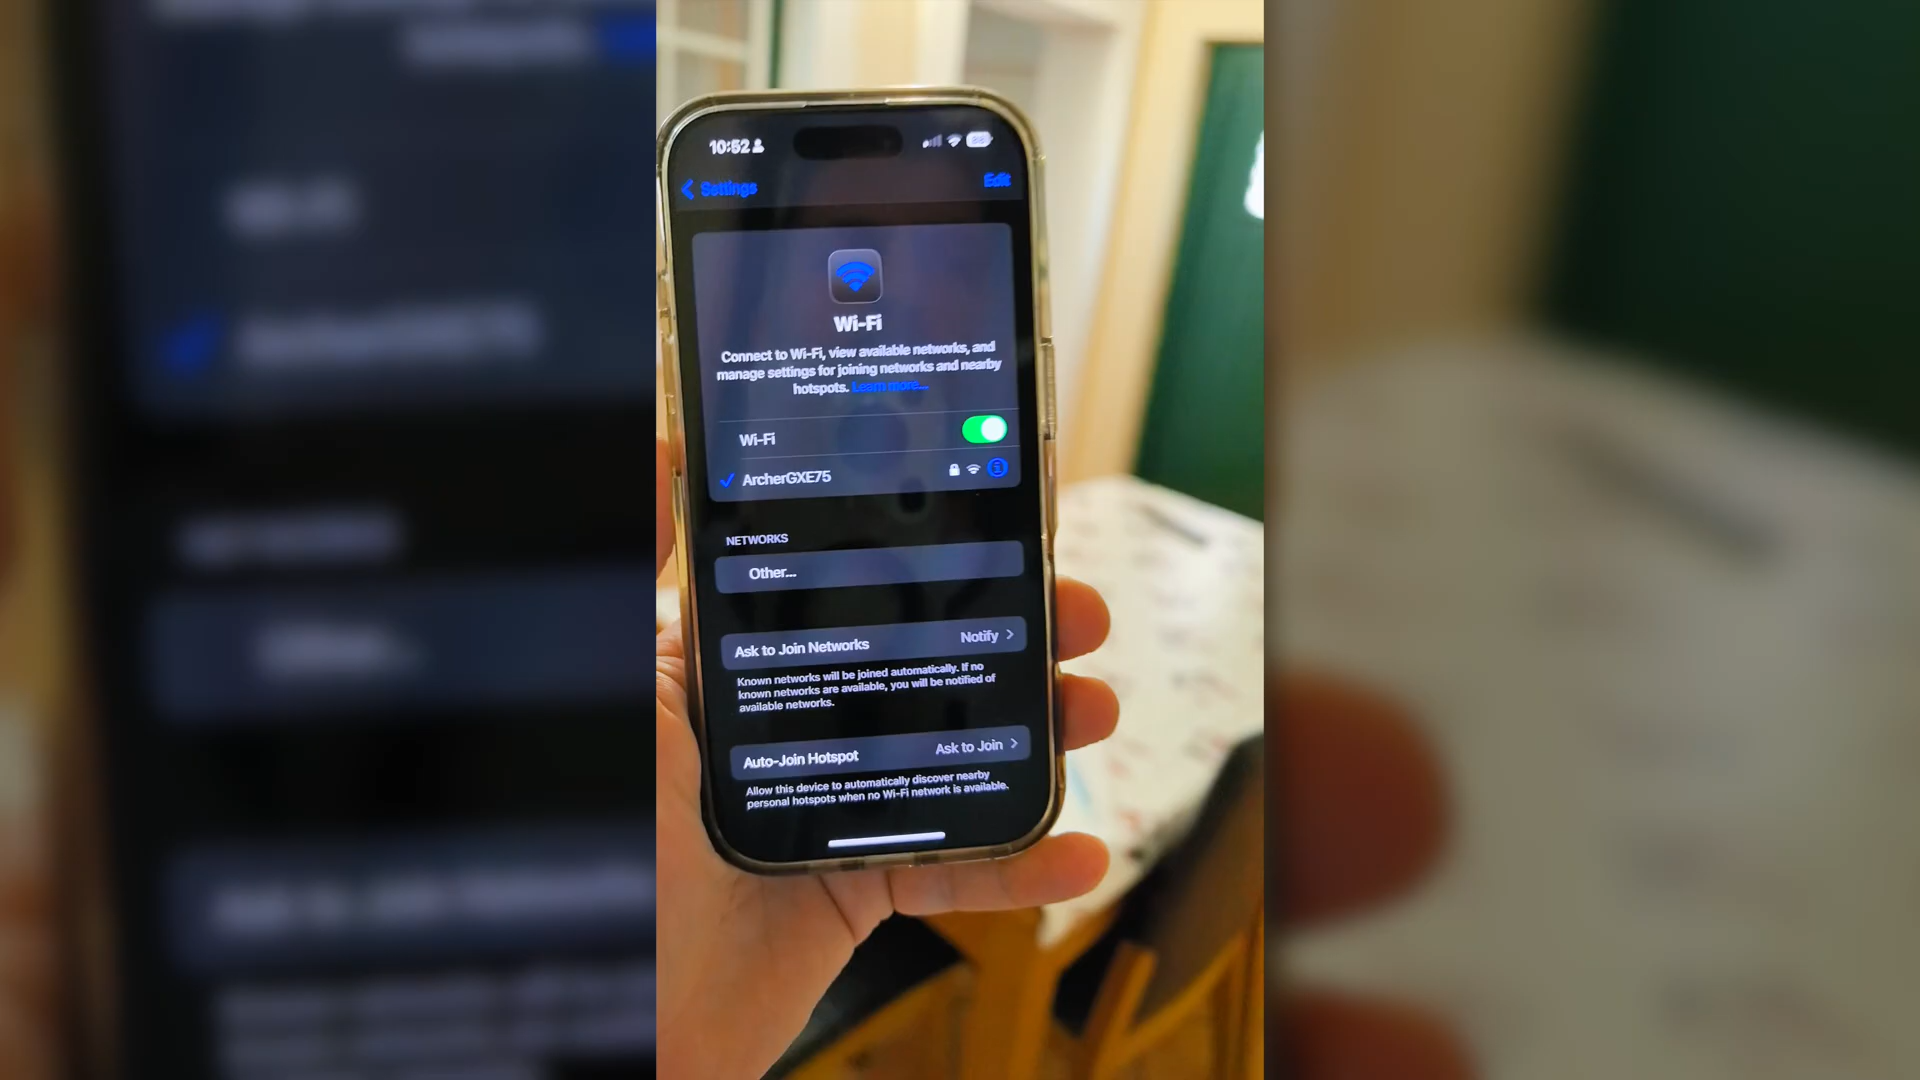 10:52
Settings
Edit
Wi-Fi
Connect to Wi-Fi, view available networks, and
manage settings for joining networks and nearby
hotspots. Learn more...
Wi-Fi
ArcherGXE75
NETWORKS
Other...
Ask to Join Networks
Notify
Known networks will be joined automatically. If no
known networks are available, you will be notified of
available networks.
Auto-Join Hotspot
Ask to Join
Allow this device to automatically discover nearby
personal hotspots when no Wi-Fi network is available.